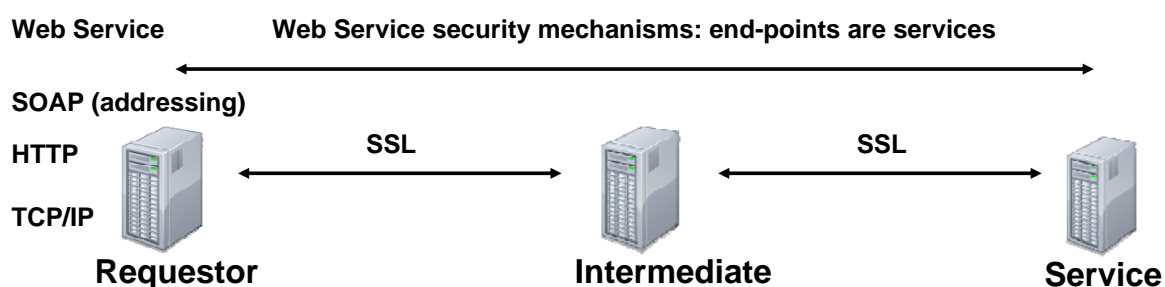 Web Service Web Service security mechanisms: end-points are services
SOAP (addressing)
HTTP SSL SSL
TCP/IP
Requestor Intermediate Service